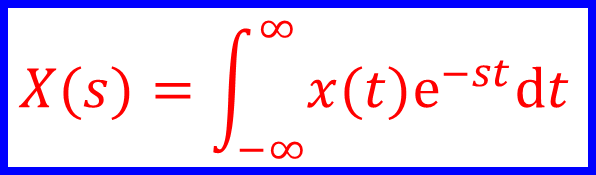 X(s) = ∫_{-∞}^{∞} x(t)e^{-st}dt